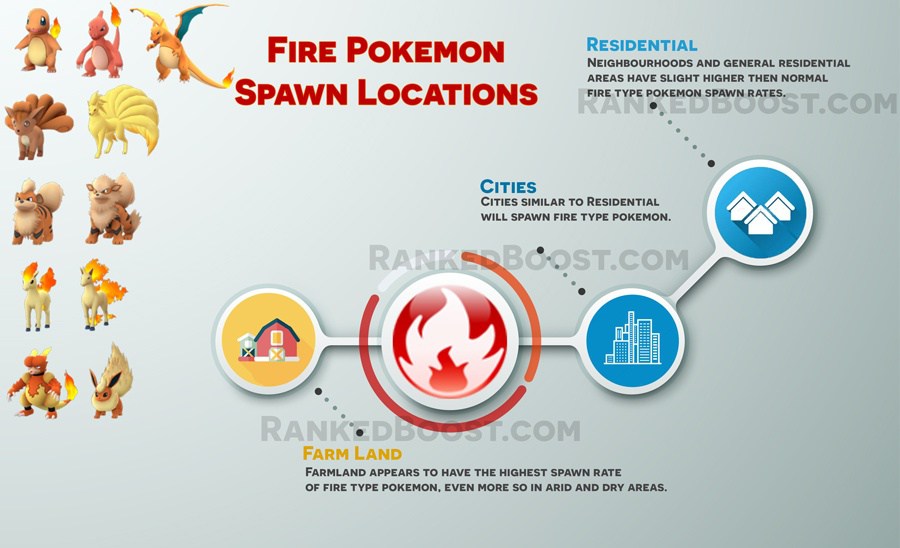 Fire Pokemon
Spawn Locations
Residential
Neighbourhoods and general residential
areas have slight higher then normal
fire type pokemon spawn rates.
RankedBoost.com
Cities
Cities similar to Residential
will spawn fire type pokemon.
RankedBoost.com
RankedBoost.com
Farm Land
Farmland appears to have the highest spawn rate
of fire type pokemon, even more so in arid and dry areas.